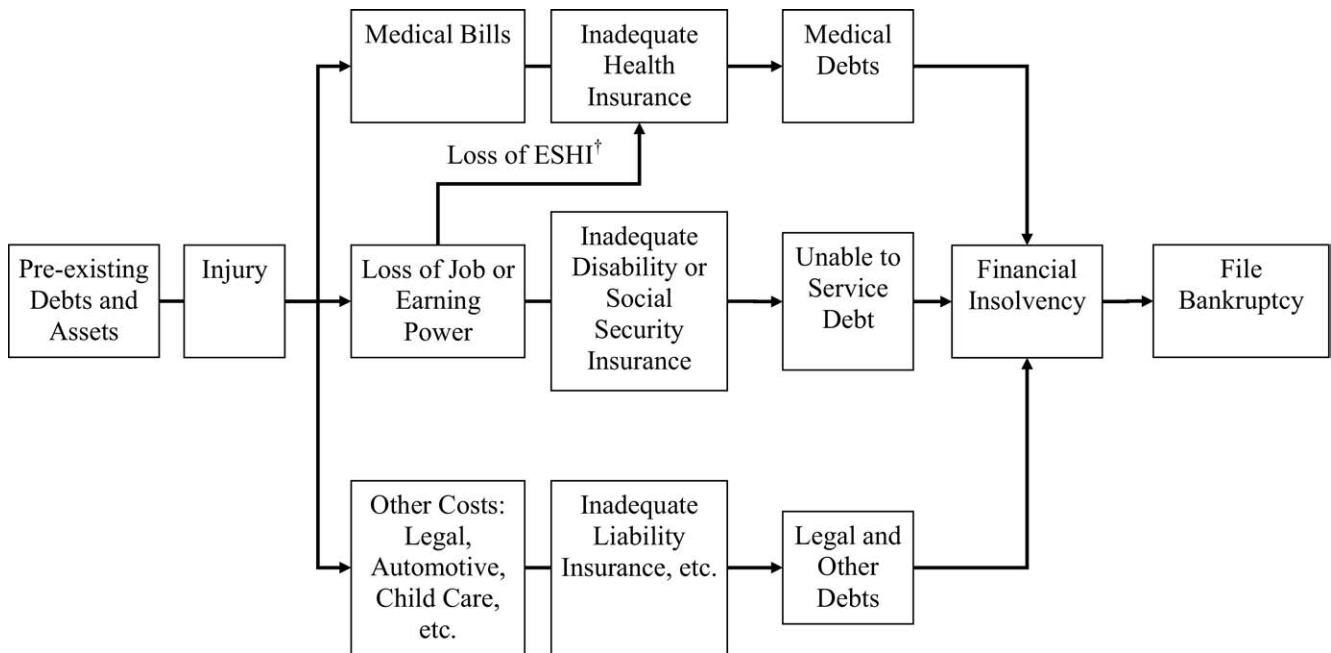 Medical Bills
Inadequate
Health
Insurance
Medical
Debts
Loss of ESHI†
Pre-existing
Debts and
Assets
Injury
Loss of Job or
Earning
Power
Inadequate
Disability or
Social
Security
Insurance
Unable to
Service
Debt
Financial
Insolvency
File
Bankruptcy
Other Costs:
Legal,
Automotive,
Child Care,
etc.
Inadequate
Liability
Insurance, etc.
Legal and
Other
Debts